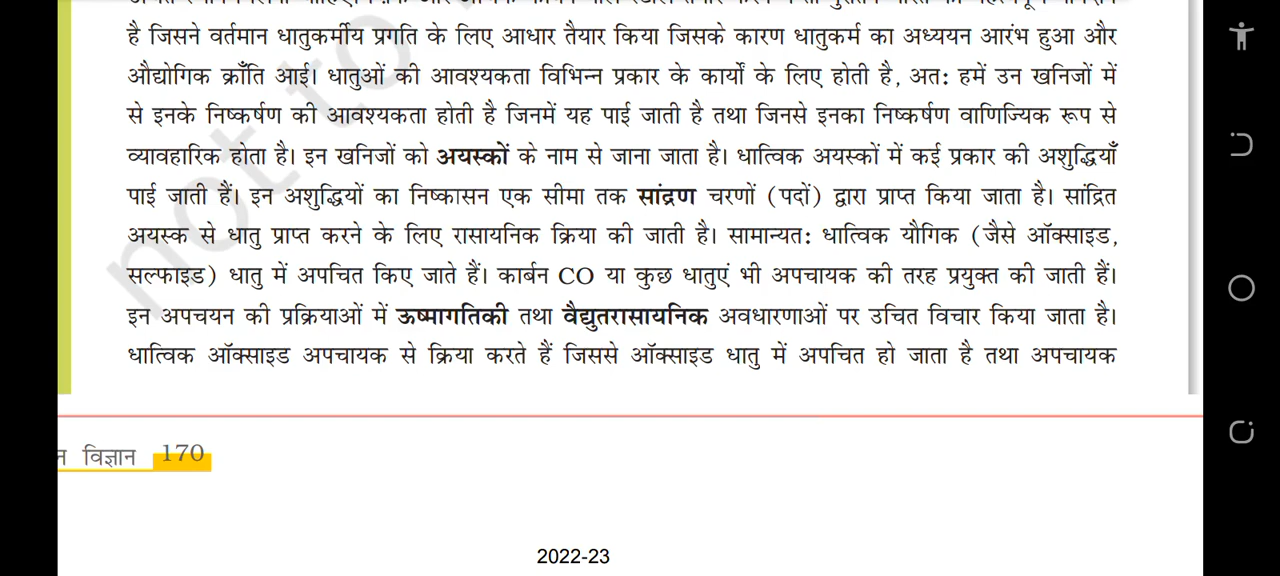 है जिसने वर्तमान धातुकर्मीय प्रगति के लिए आधार तैयार किया जिसके कारण धातुकर्म का अध्ययन आरंभ हुआ और
औद्योगिक क्राँति आई। धातुओं की आवश्यकता विभिन्न प्रकार के कार्यों के लिए होती है, अत: हमें उन खनिजों में
से इनके निष्कर्षण की आवश्यकता होती है जिनमें यह पाई जाती है तथा जिनसे इनका निष्कर्षण वाणिज्यिक रूप से
व्यावहारिक होता है। इन खनिजों को अयस्कों के नाम से जाना जाता है। धात्विक अयस्कों में कई प्रकार की अशुद्धियाँ
पाई जाती हैं। इन अशुद्धियों का निष्कासन एक सीमा तक सांद्रण चरणों (पदों) द्वारा प्राप्त किया जाता है। सांद्रित
अयस्क से धातु प्राप्त करने के लिए रासायनिक क्रिया की जाती है। सामान्यत: धात्विक यौगिक (जैसे ऑक्साइड,
सल्फाइड) धातु में अपचित किए जाते हैं। कार्बन CO या कुछ धातुएं भी अपचायक की तरह प्रयुक्त की जाती हैं।
इन अपचयन की प्रक्रियाओं में ऊष्मागतिकी तथा वैद्युतरासायनिक अवधारणाओं पर उचित विचार किया जाता है।
धात्विक ऑक्साइड अपचायक से क्रिया करते हैं जिससे ऑक्साइड धातु में अपचित हो जाता है तथा अपचायक
न विज्ञान 170
2022-23
not to